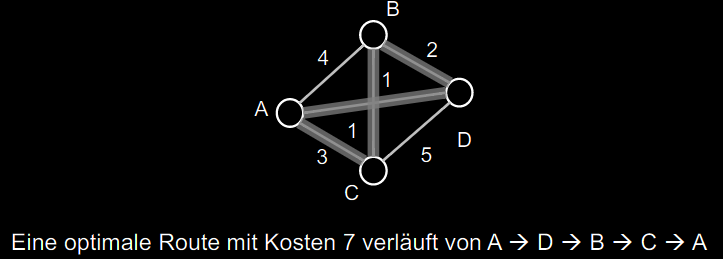 B
4
2
1
A
1
D
3
5
C
Eine optimale Route mit Kosten 7 verläuft von A → D → B → C → A